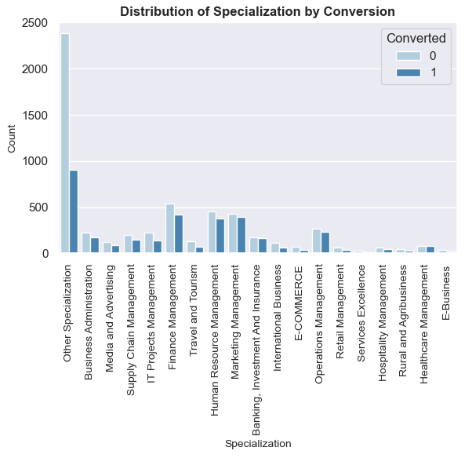 Distribution of Specialization by Conversion
Converted
0
1
2500
2000
1500
1000
500
0
Count
Other Specialization
Business Administration
Media and Advertising
Supply Chain Management
IT Projects Management
Finance Management
Travel and Tourism
Human Resource Management
Marketing Management
Banking, Investment And Insurance
International Business
E-COMMERCE
Operations Management
Retail Management
Services Excellence
Hospitality Management
Rural and Agribusiness
Healthcare Management
E-Business
Specialization